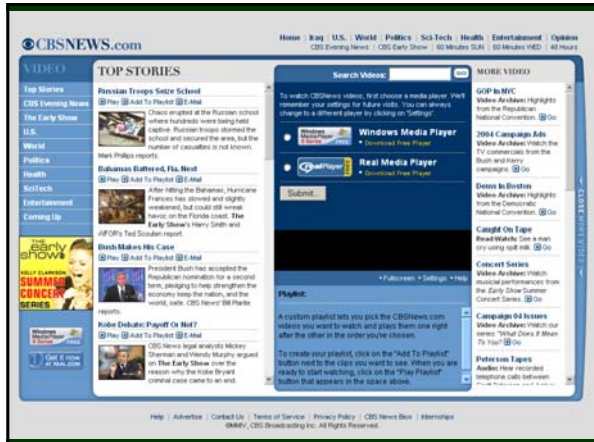 CBSNEWS.com
Home | Iraq | U.S. | World | Politics | Sci-Tech | Health | Entertainment | Opinion
CBS Evening News | CBS Early Show | 60 Minutes SUN | 60 Minutes WED | 48 Hours
VIDEO
Top Stories
CBS Evening News
The Early Show
U.S.
World
Politics
Health
SciTech
Entertainment
Coming Up
THE early show
KELLY CLARKSON
SUMMER
CONCERT
SERIES
Windows
MediaPlayer
9 Series
Get it now
AT REAL.COM
TOP STORIES
Russian Troops Seize School
Play Add To Playlist E-Mail
Chaos erupted at the Russian school
where hundreds were being held
captive. Russian troops stormed the
school and secured the area, but the
number of casualties is not known.
Mark Phillips reports.
Bahamas Battered, Fla. Next
Play Add To Playlist E-Mail
After hitting the Bahamas, Hurricane
Frances has slowed and slightly
weakened, but could still wreak
havoc on the Florida coast. The
Early Show's Harry Smith and
WFOR's Ted Scouten report.
Bush Makes His Case
Play Add To Playlist E-Mail
President Bush has accepted the
Republican nomination for a second
term, pledging to help strengthen the
economy keep the nation, and the
world, safe. CBS News' Bill Plante
reports.
Kobe Debate: Payoff Or Not?
Play Add To Playlist E-Mail
CBS News legal analysts Mickey
Sherman and Wendy Murphy argued
on The Early Show over the
reason why the Kobe Bryant
criminal case came to an end.
Search Videos:
GO
To watch CBSNews videos, first choose a media player. We'll
remember your settings for future visits. You can always
change to a different player by clicking on 'Settings'.
Windows
MediaPlayer
9 Series
Windows Media Player
Download Free Player
realPlayer
FREE
Real Media Player
Download Free Player
Submit...
Fullscreen Settings Help
Playlist:
A custom playlist lets you pick the CBSNews.com
videos you want to watch and plays them one right
after the other in the order you've chosen.
To create your playlist, click on the "Add To Playlist"
button next to the clips you want to see. When you are
ready to start watching, click on the "Play Playlist"
button that appears in the space above.
MORE VIDEO
GOP In NYC
Video Archive: Highlights
from the Republican
National Convention. Go
2004 Campaign Ads
Video Archive: Watch the
TV commercials from the
Bush and Kerry
campaigns. Go
Dems In Boston
Video Archive: Highlights
from the Democratic
National Convention. Go
Caught On Tape
Read/Watch: See a man
cry using spilt milk. Go
Concert Series
Video Archive: Watch
musical performances from
the Early Show Summer
Concert Series. Go
Campaign 04 Issues
Video Archive: Watch our
series "What Does It Mean
To You? Go
Peterson Tapes
Audio: Hear recorded
telephone calls between
CLOSE MORE VIDEO
Help | Advertise | Contact Us | Terms of Service | Privacy Policy | CBS News Bios | Internships
©MMIV, CBS Broadcasting Inc. All Rights Reserved.